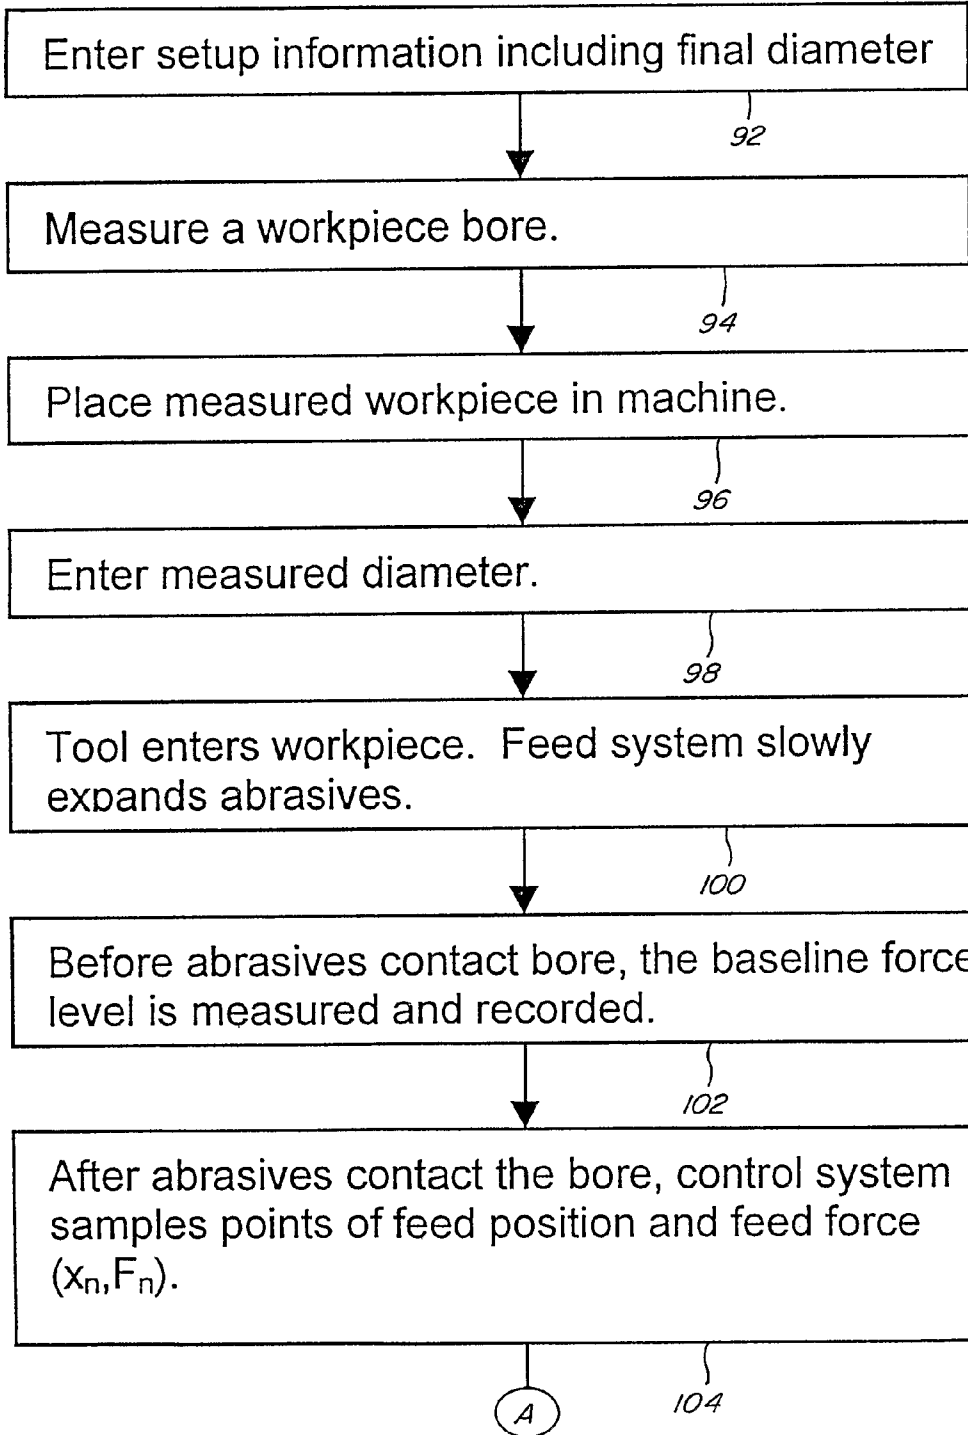 Enter setup information including final diameter
92
Measure a workpiece bore.
94
Place measured workpiece in machine.
96
Enter measured diameter.
98
Tool enters workpiece. Feed system slowly
expands abrasives.
100
Before abrasives contact bore, the baseline force
level is measured and recorded.
102
After abrasives contact the bore, control system
samples points of feed position and feed force
(xₙ,Fₙ).
104
A